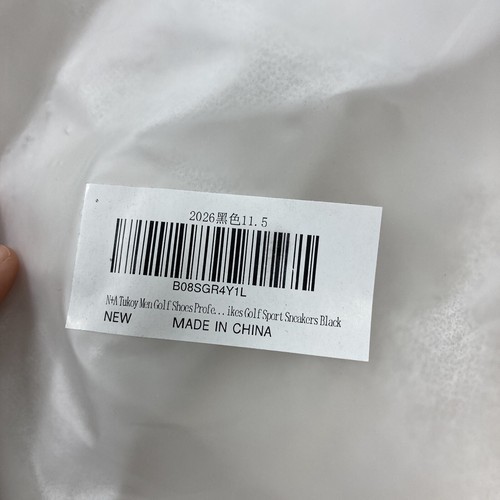 2026黑色11.5
B08SGR4Y1L
N+A Tukoy Men Golf Shoes Profe... ikes Golf Sport Sneakers Black
NEW MADE IN CHINA